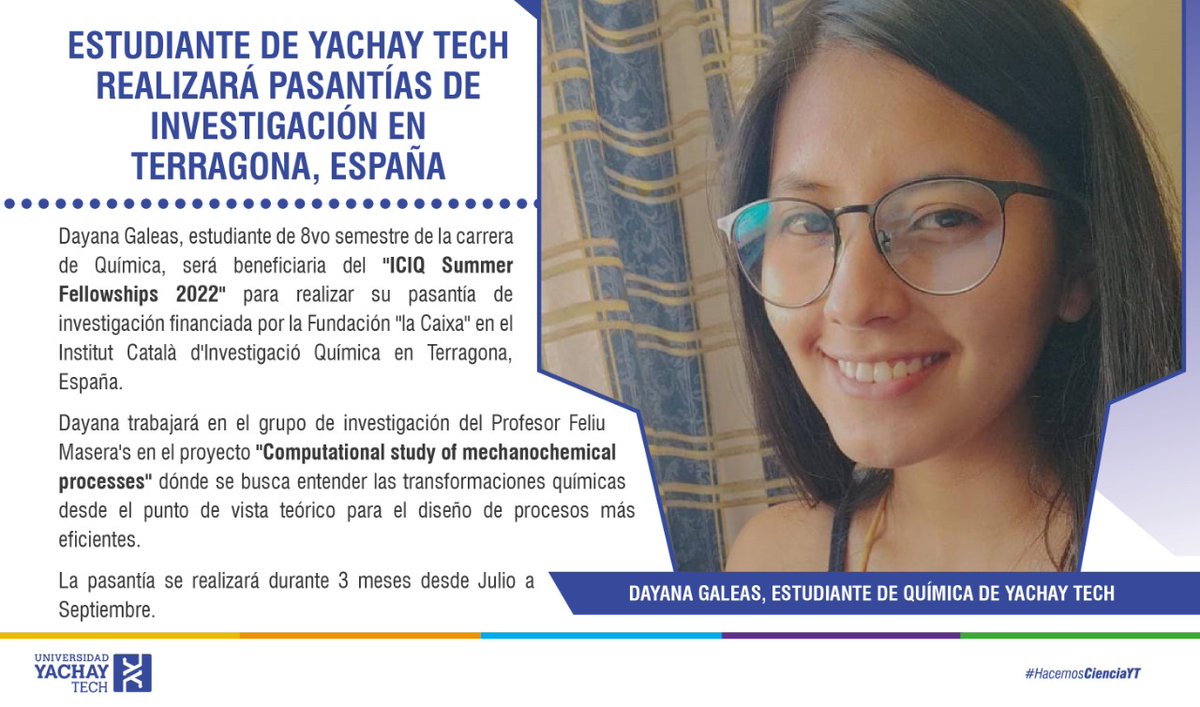 ESTUDIANTE DE YACHAY TECH
REALIZARÁ PASANTÍAS DE
INVESTIGACIÓN EN
TERRAGONA, ESPAÑA
Dayana Galeas, estudiante de 8vo semestre de la carrera
de Química, será beneficiaria del "ICIQ Summer
Fellowships 2022" para realizar su pasantía de
investigación financiada por la Fundación "la Caixa" en el
Institut Català d'Investigació Química en Terragona,
España.
Dayana trabajará en el grupo de investigación del Profesor Feliu
Masera's en el proyecto "Computational study of mechanochemical
processes" dónde se busca entender las transformaciones químicas
desde el punto de vista teórico para el diseño de procesos más
eficientes.
La pasantía se realizará durante 3 meses desde Julio a
Septiembre.
DAYANA GALEAS, ESTUDIANTE DE QUÍMICA DE YACHAY TECH
UNIVERSIDAD
YACHAY
TECH
#HacemosCienciaYT